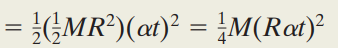 = ½(½MR²)(αt)² = ¼M(Rαt)²